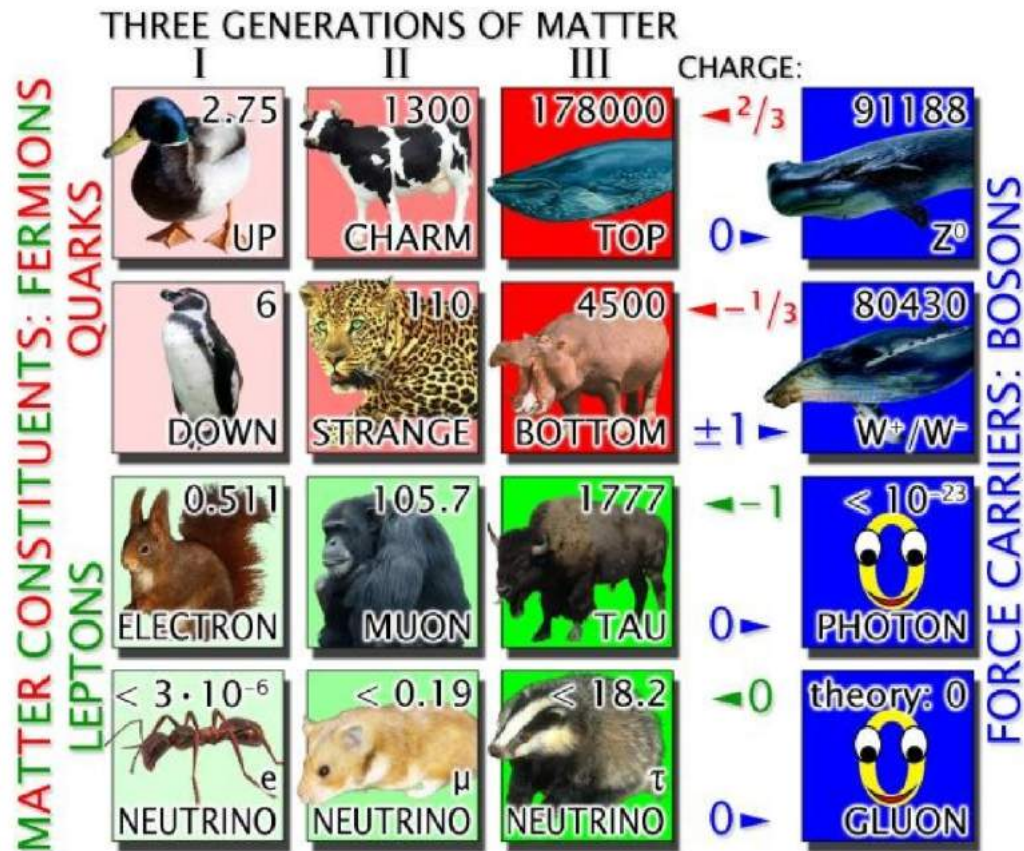 THREE GENERATIONS OF MATTER
I II III CHARGE:
MATTER CONSTITUENTS: FERMIONS
QUARKS
LEPTONS
2.75
UP
1300
CHARM
178000
TOP
◄ 2/3
0 ►
91188
Z⁰
6
DOWN
110
STRANGE
4500
BOTTOM
◄ -1/3
±1 ►
80430
W⁺/W⁻
0.511
ELECTRON
105.7
MUON
1777
TAU
◄ -1
0 ►
< 10⁻²³
PHOTON
< 3·10⁻⁶
e
NEUTRINO
< 0.19
μ
NEUTRINO
< 18.2
τ
NEUTRINO
◄ 0
0 ►
theory: 0
GLUON
FORCE CARRIERS: BOSONS